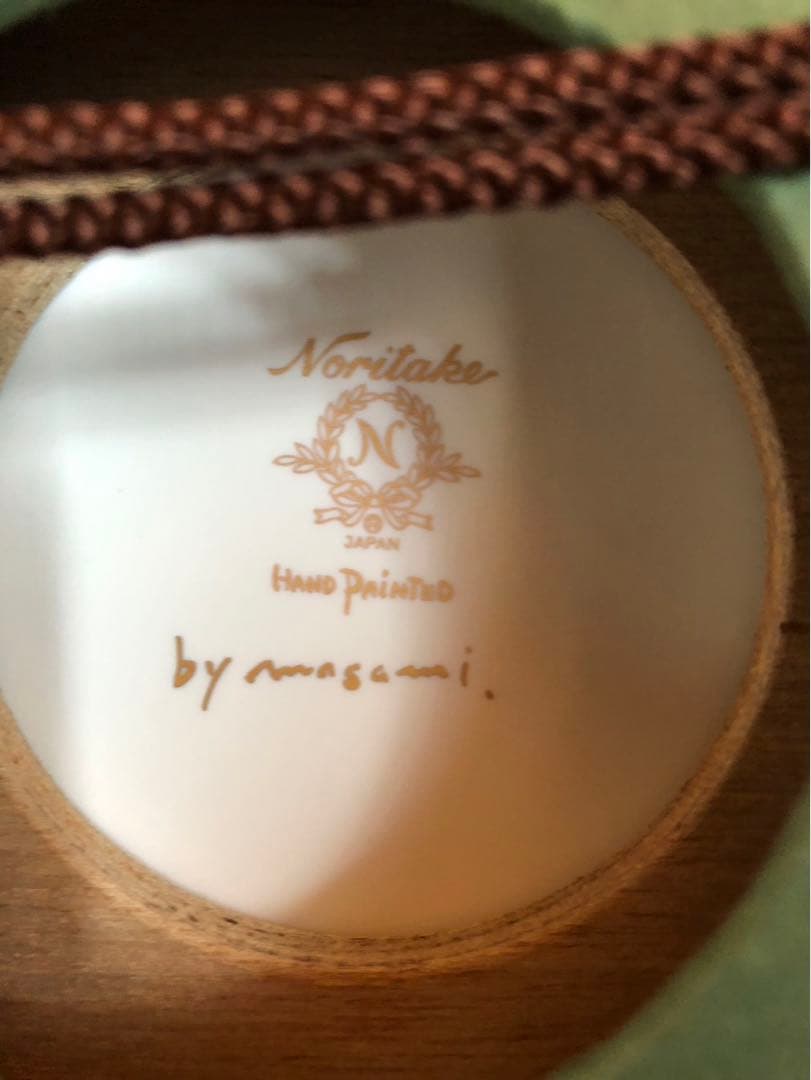 Noritake
N
JAPAN
HAND PAINTED
by masami.